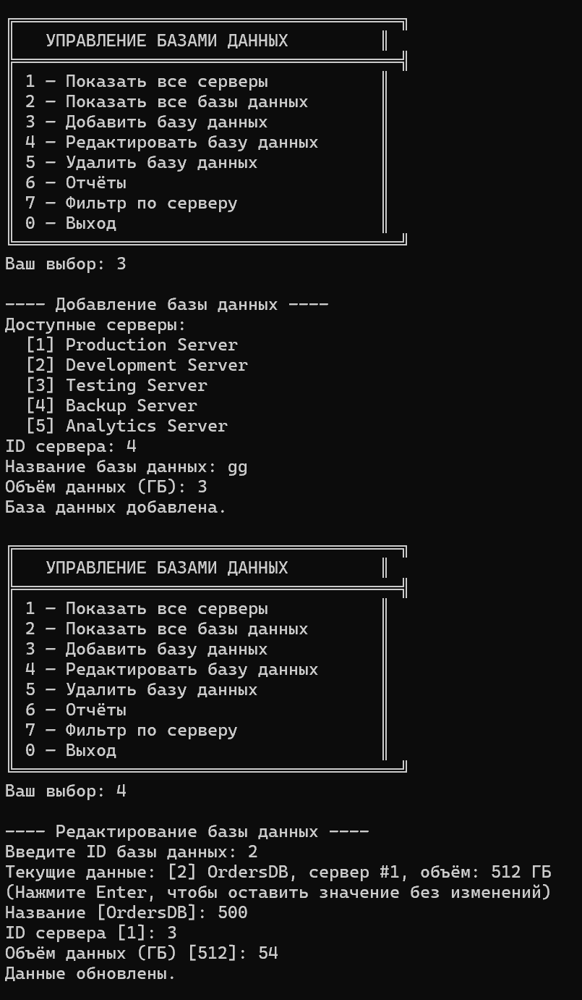 УПРАВЛЕНИЕ БАЗАМИ ДАННЫХ
1 — Показать все серверы
2 — Показать все базы данных
3 — Добавить базу данных
4 — Редактировать базу данных
5 — Удалить базу данных
6 — Отчёты
7 — Фильтр по серверу
0 — Выход
Ваш выбор: 3
———— Добавление базы данных ————
Доступные серверы:
[1] Production Server
[2] Development Server
[3] Testing Server
[4] Backup Server
[5] Analytics Server
ID сервера: 4
Название базы данных: gg
Объём данных (ГБ): 3
База данных добавлена.
УПРАВЛЕНИЕ БАЗАМИ ДАННЫХ
1 — Показать все серверы
2 — Показать все базы данных
3 — Добавить базу данных
4 — Редактировать базу данных
5 — Удалить базу данных
6 — Отчёты
7 — Фильтр по серверу
0 — Выход
Ваш выбор: 4
———— Редактирование базы данных ————
Введите ID базы данных: 2
Текущие данные: [2] OrdersDB, сервер #1, объём: 512 ГБ
(Нажмите Enter, чтобы оставить значение без изменений)
Название [OrdersDB]: 500
ID сервера [1]: 3
Объём данных (ГБ) [512]: 54
Данные обновлены.